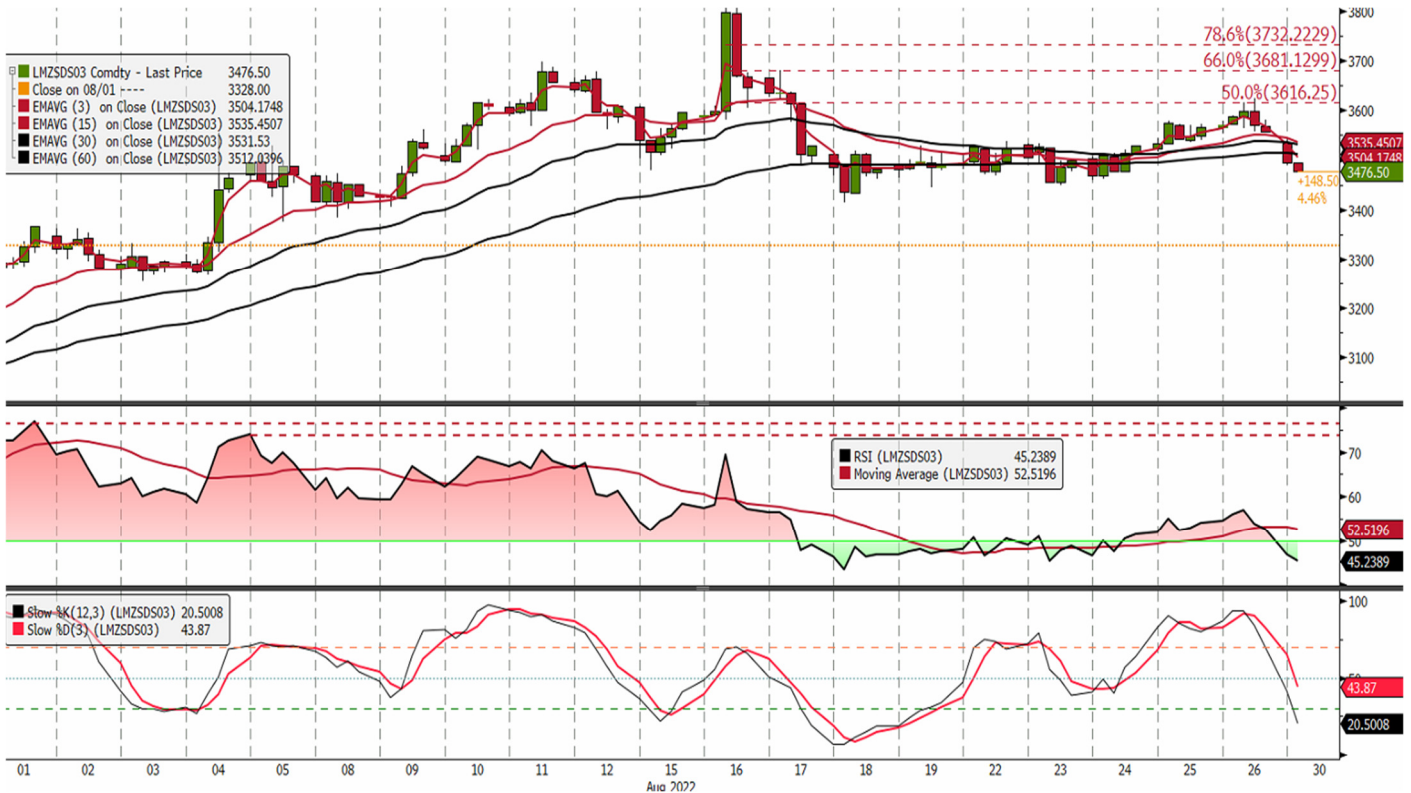 3800
78.6%(3732.2229)
3700
66.0%(3681.1299)
50.0%(3616.25)
3600
LMZSDS03 Comdty - Last Price 3476.50
Close on 08/01 ---- 3328.00
EMAVG (3) on Close (LMZSDS03) 3504.1748
EMAVG (15) on Close (LMZSDS03) 3535.4507
EMAVG (30) on Close (LMZSDS03) 3531.53
EMAVG (60) on Close (LMZSDS03) 3512.0396
3535.4507
3504.1748
3476.50
+148.50
4.46%
3400
3300
3200
3100
RSI (LMZSDS03) 45.2389
Moving Average (LMZSDS03) 52.5196
70
60
52.5196
50
45.2389
Slow %K(12,3) (LMZSDS03) 20.5008
Slow %D(3) (LMZSDS03) 43.87
100
50
43.87
20.5008
01 02 03 04 05 08 09 10 11 12 15 16 17 18 19 22 23 24 25 26 30
Aug 2022